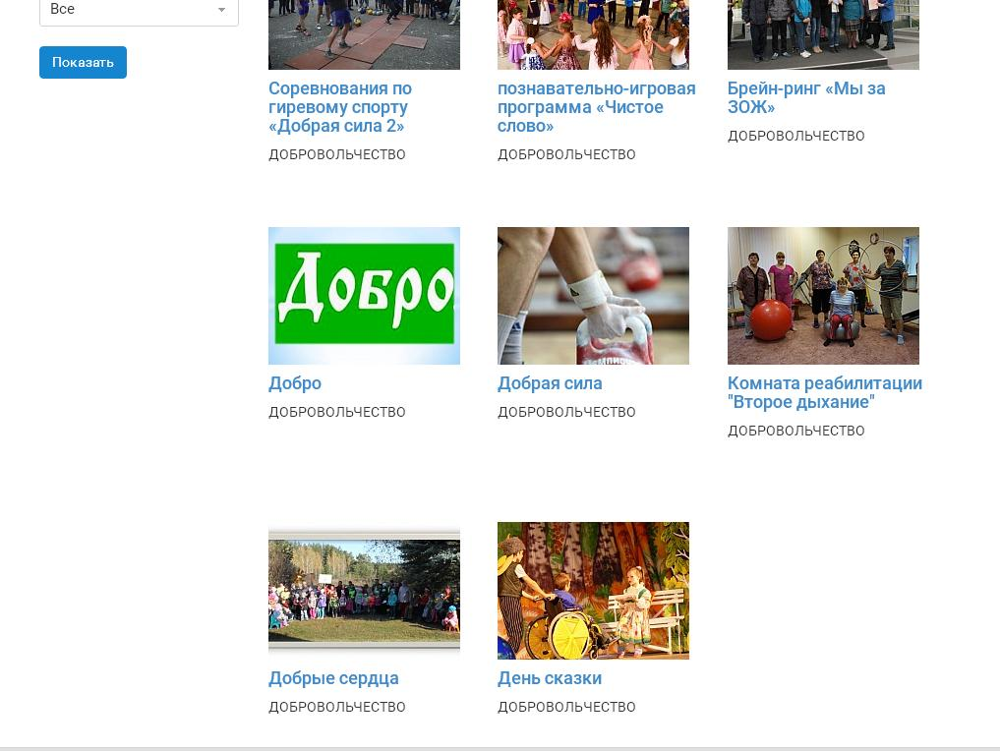 Все
Показать
Соревнования по
гиревому спорту
«Добрая сила 2»
ДОБРОВОЛЬЧЕСТВО
познавательно-игровая
программа «Чистое
слово»
ДОБРОВОЛЬЧЕСТВО
Брейн-ринг «Мы за
ЗОЖ»
ДОБРОВОЛЬЧЕСТВО
Добро
Добро
ДОБРОВОЛЬЧЕСТВО
Добрая сила
ДОБРОВОЛЬЧЕСТВО
Комната реабилитации
"Второе дыхание"
ДОБРОВОЛЬЧЕСТВО
Добрые сердца
ДОБРОВОЛЬЧЕСТВО
День сказки
ДОБРОВОЛЬЧЕСТВО